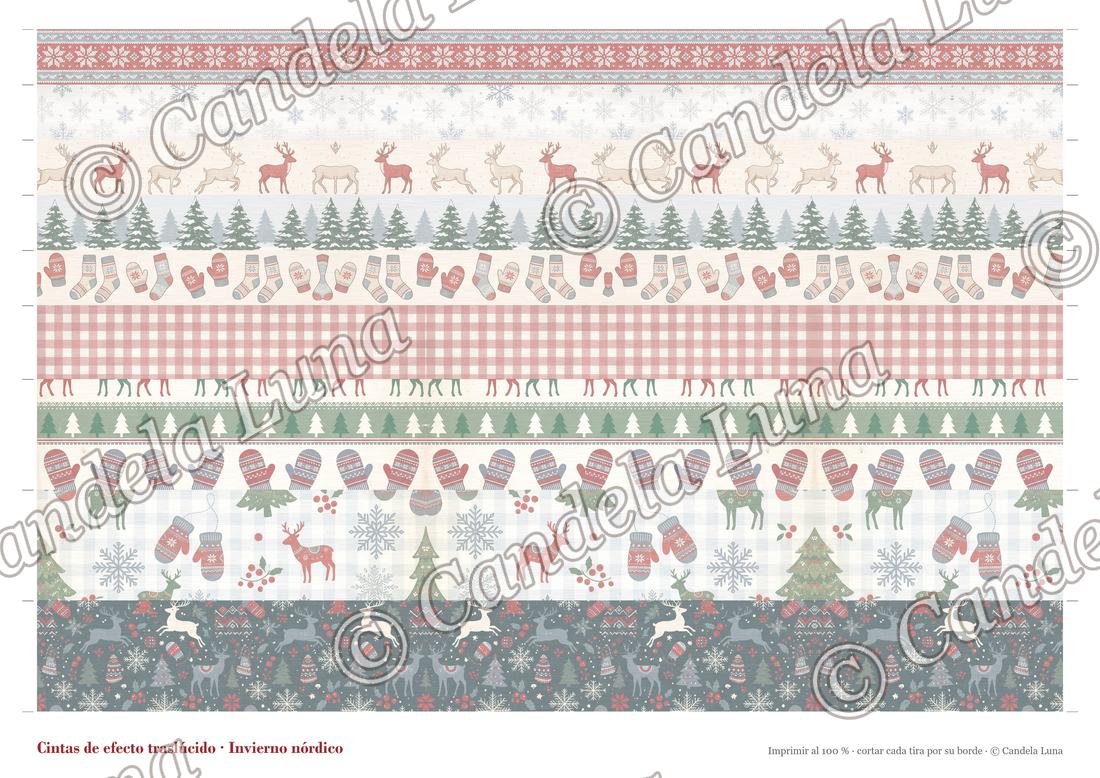 © Candela Luna
© Candela Luna
© Candela Luna
© Candela Luna
© Candela Luna
Cintas de efecto traslúcido · Invierno nórdico
Imprimir al 100 % · cortar cada tira por su borde · © Candela Luna